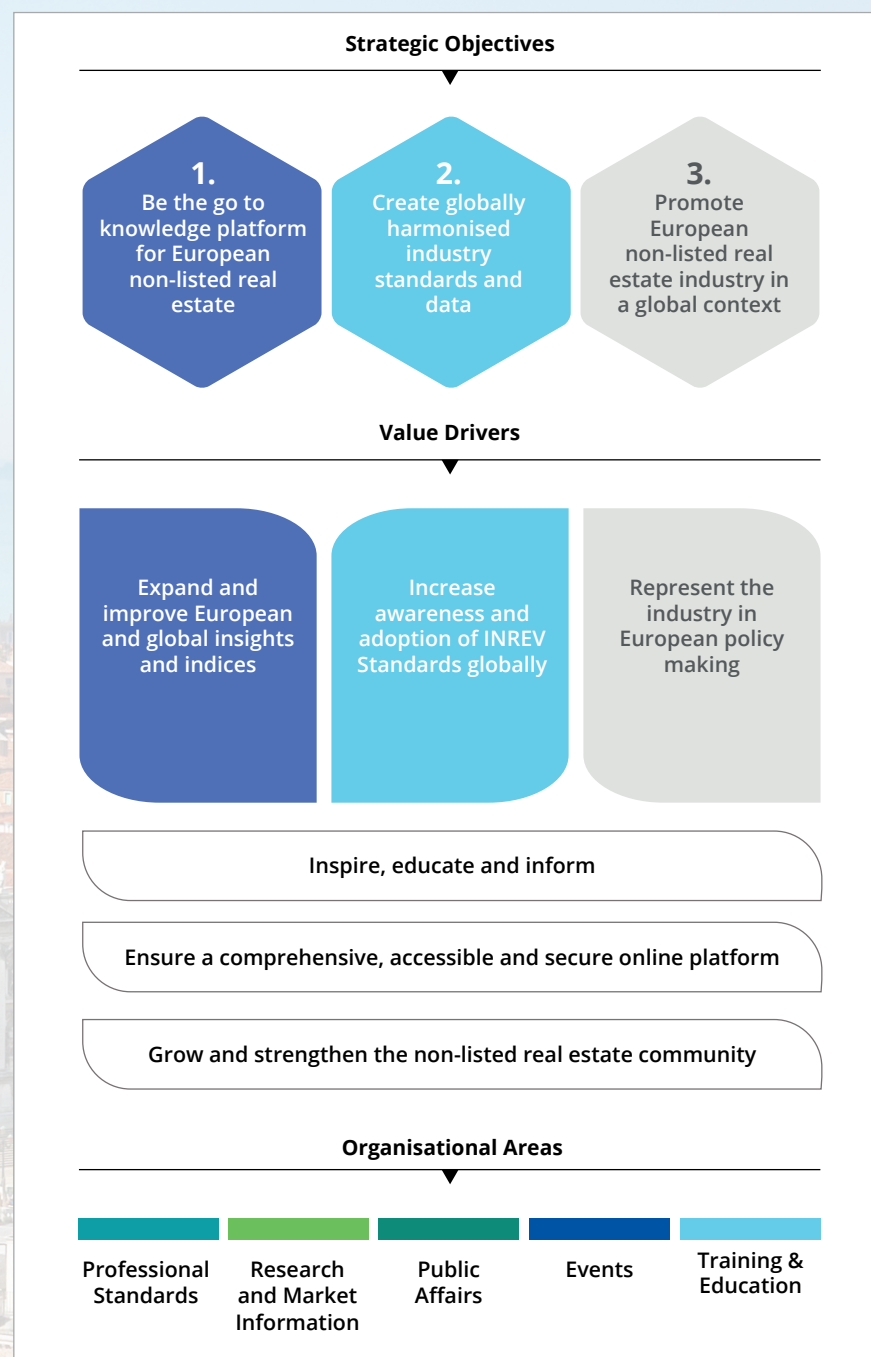 Strategic Objectives
1.
Be the go to
knowledge platform
for European
non-listed real
estate
2.
Create globally
harmonised
industry
standards and
data
3.
Promote
European
non-listed real
estate industry in
a global context
Value Drivers
Expand and
improve European
and global insights
and indices
Increase
awareness and
adoption of INREV
Standards globally
Represent the
industry in
European policy
making
Inspire, educate and inform
Ensure a comprehensive, accessible and secure online platform
Grow and strengthen the non-listed real estate community
Organisational Areas
Professional
Standards
Research
and Market
Information
Public
Affairs
Events
Training &
Education